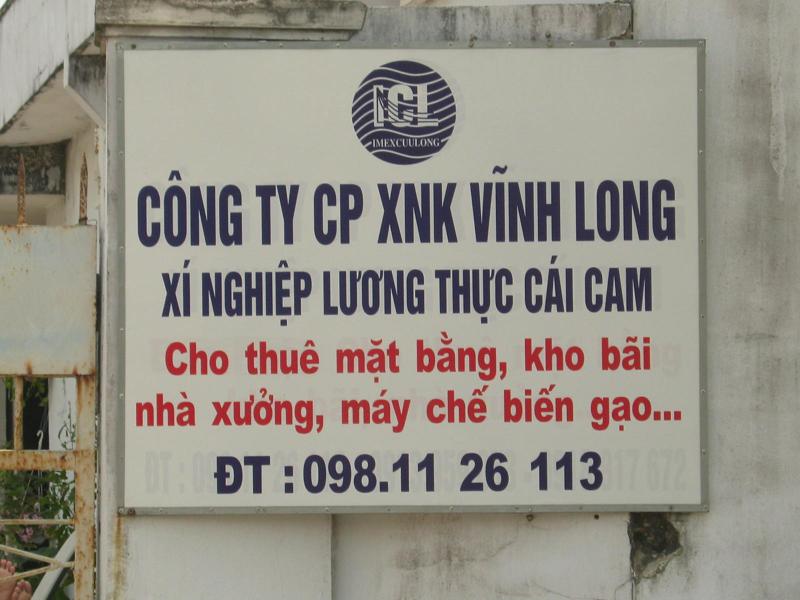 ICL
IMEXCUULONG
CÔNG TY CP XNK VĨNH LONG
XÍ NGHIỆP LƯƠNG THỰC CÁI CAM
Cho thuê mặt bằng, kho bãi
nhà xưởng, máy chế biến gạo...
ĐT : 098.11 26 113